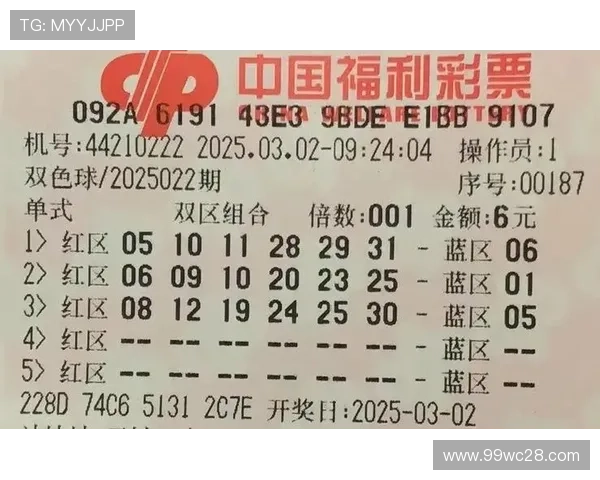 TG: MYYJJPP
中国福利彩票
CHINA WELFARE LOTTERY
092A 6191 43E3 9BDE E1BB 9107
机号:44210222 2025.03.02-09:24:04 操作员:1
双色球/2025022期 序号:00187
单式 双区组合 倍数:001 金额:6元
1> 红区 05 10 11 28 29 31 - 蓝区 06
2> 红区 06 09 10 20 23 25 - 蓝区 01
3> 红区 08 12 19 24 25 30 - 蓝区 05
4> 红区 -- -- -- -- -- -- - 蓝区 --
5> 红区 -- -- -- -- -- -- - 蓝区 --
228D 74C6 5131 2C7E 开奖日:2025-03-02
www.99wc28.com